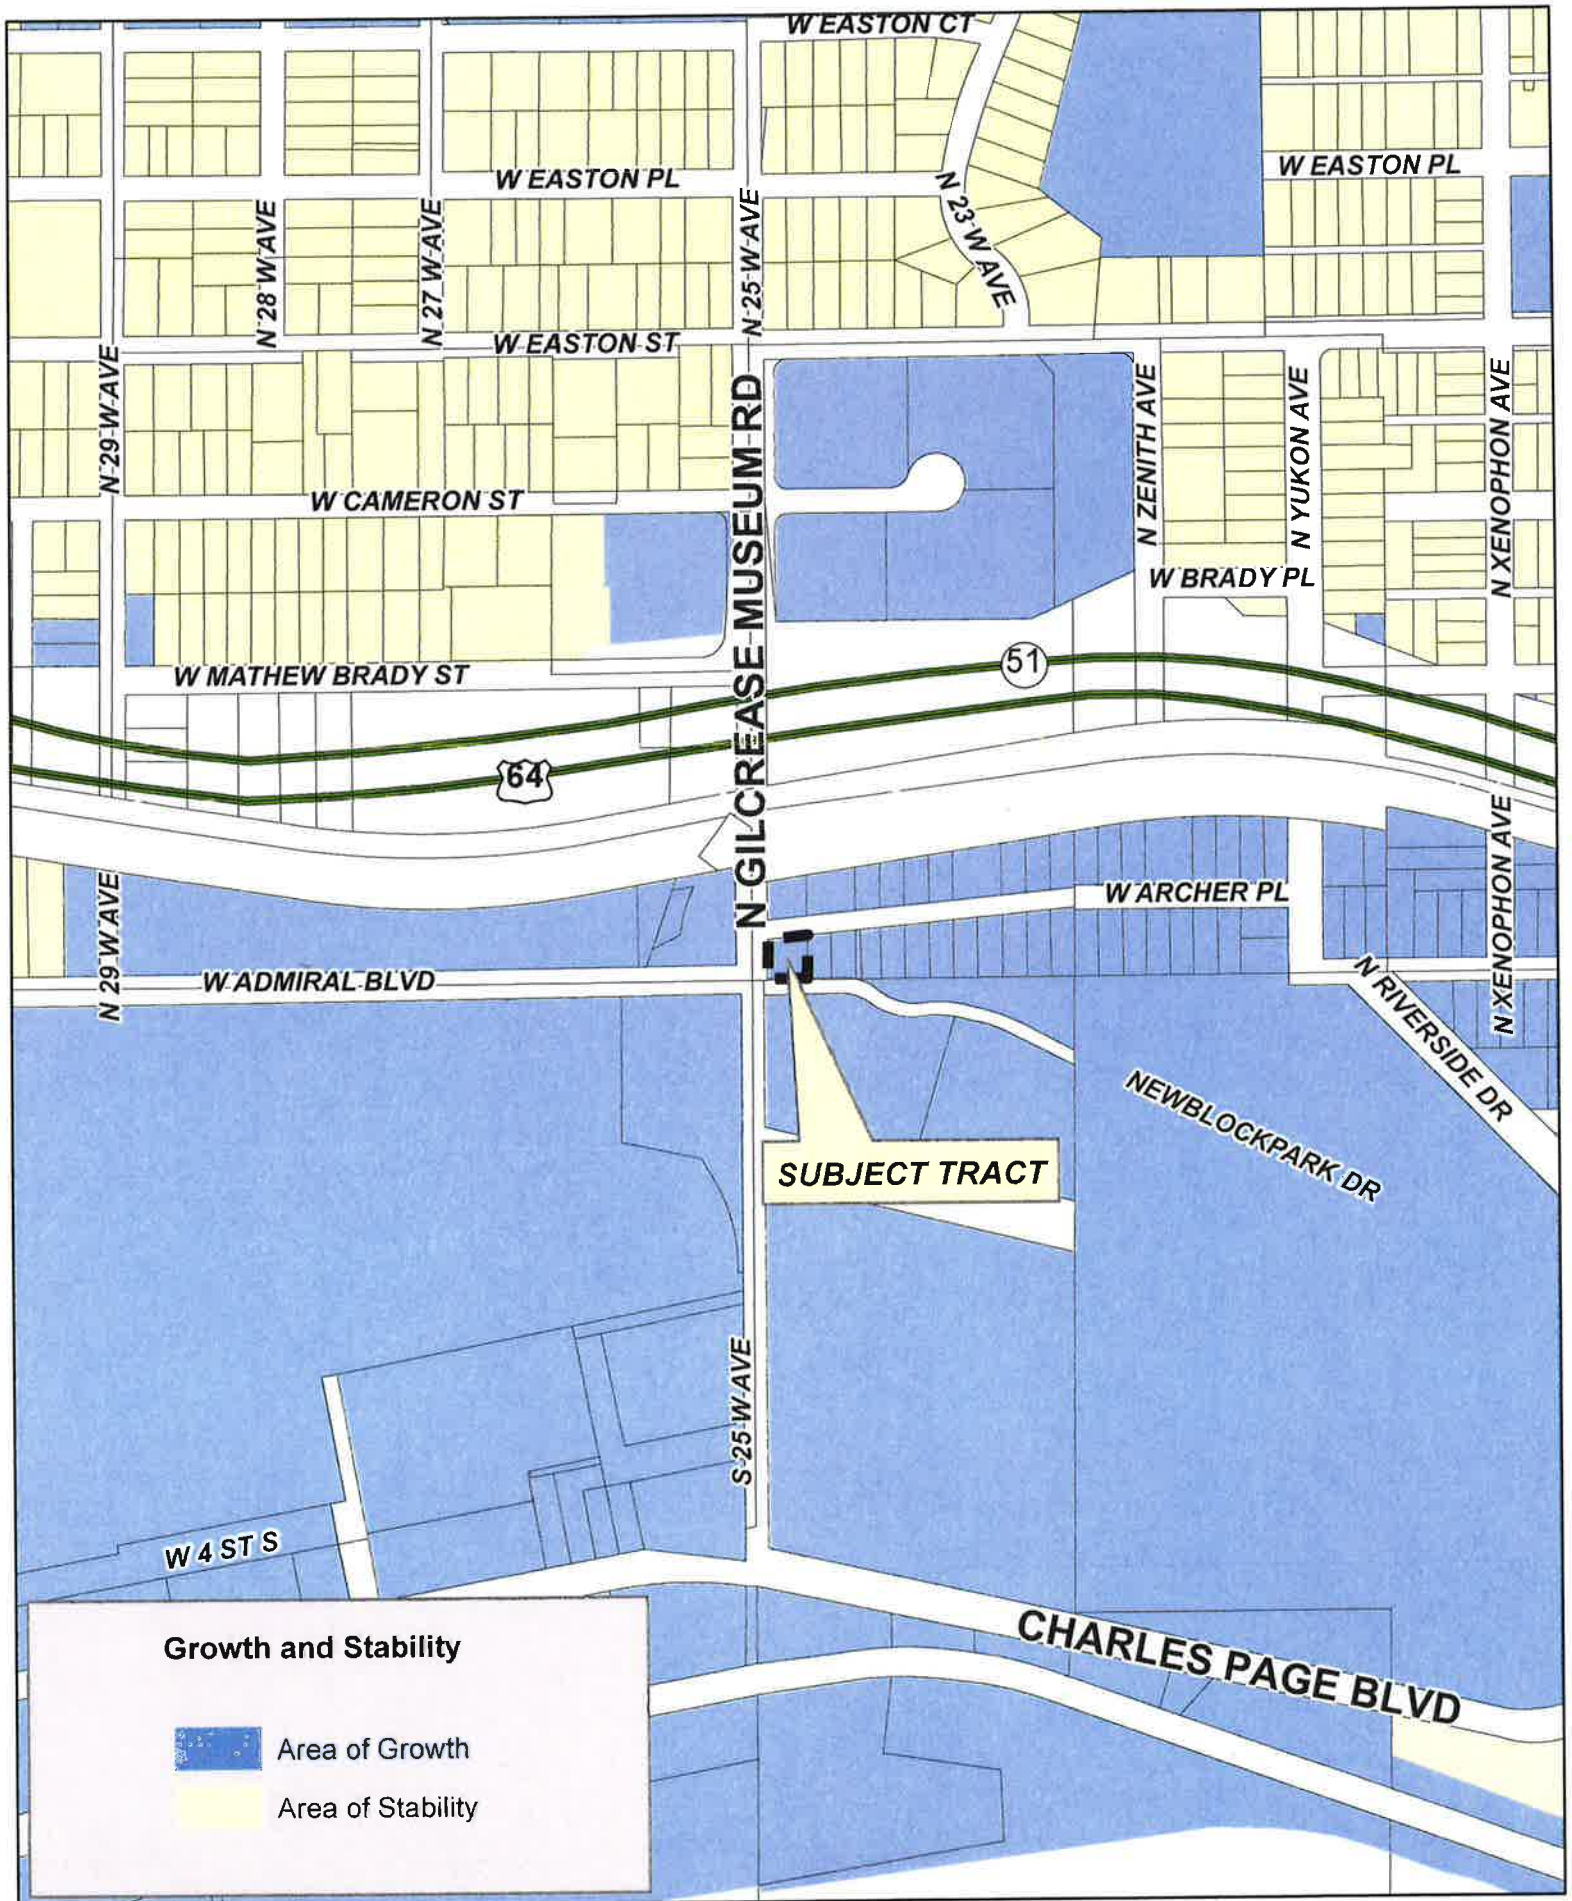 W EASTON CT
W EASTON PL
W EASTON PL
N 23 W AVE
N 28 W AVE
N 27 W AVE
N 25 W AVE
W EASTON ST
N 29 W AVE
N GILCREASE MUSEUM RD
N ZENITH AVE
N YUKON AVE
N XENOPHON AVE
W CAMERON ST
W BRADY PL
W MATHEW BRADY ST
51
64
N 29 W AVE
W ARCHER PL
N XENOPHON AVE
W ADMIRAL BLVD
N RIVERSIDE DR
NEWBLOCKPARK DR
SUBJECT TRACT
S 25 W AVE
W 4 ST S
CHARLES PAGE BLVD
Growth and Stability
Area of Growth
Area of Stability